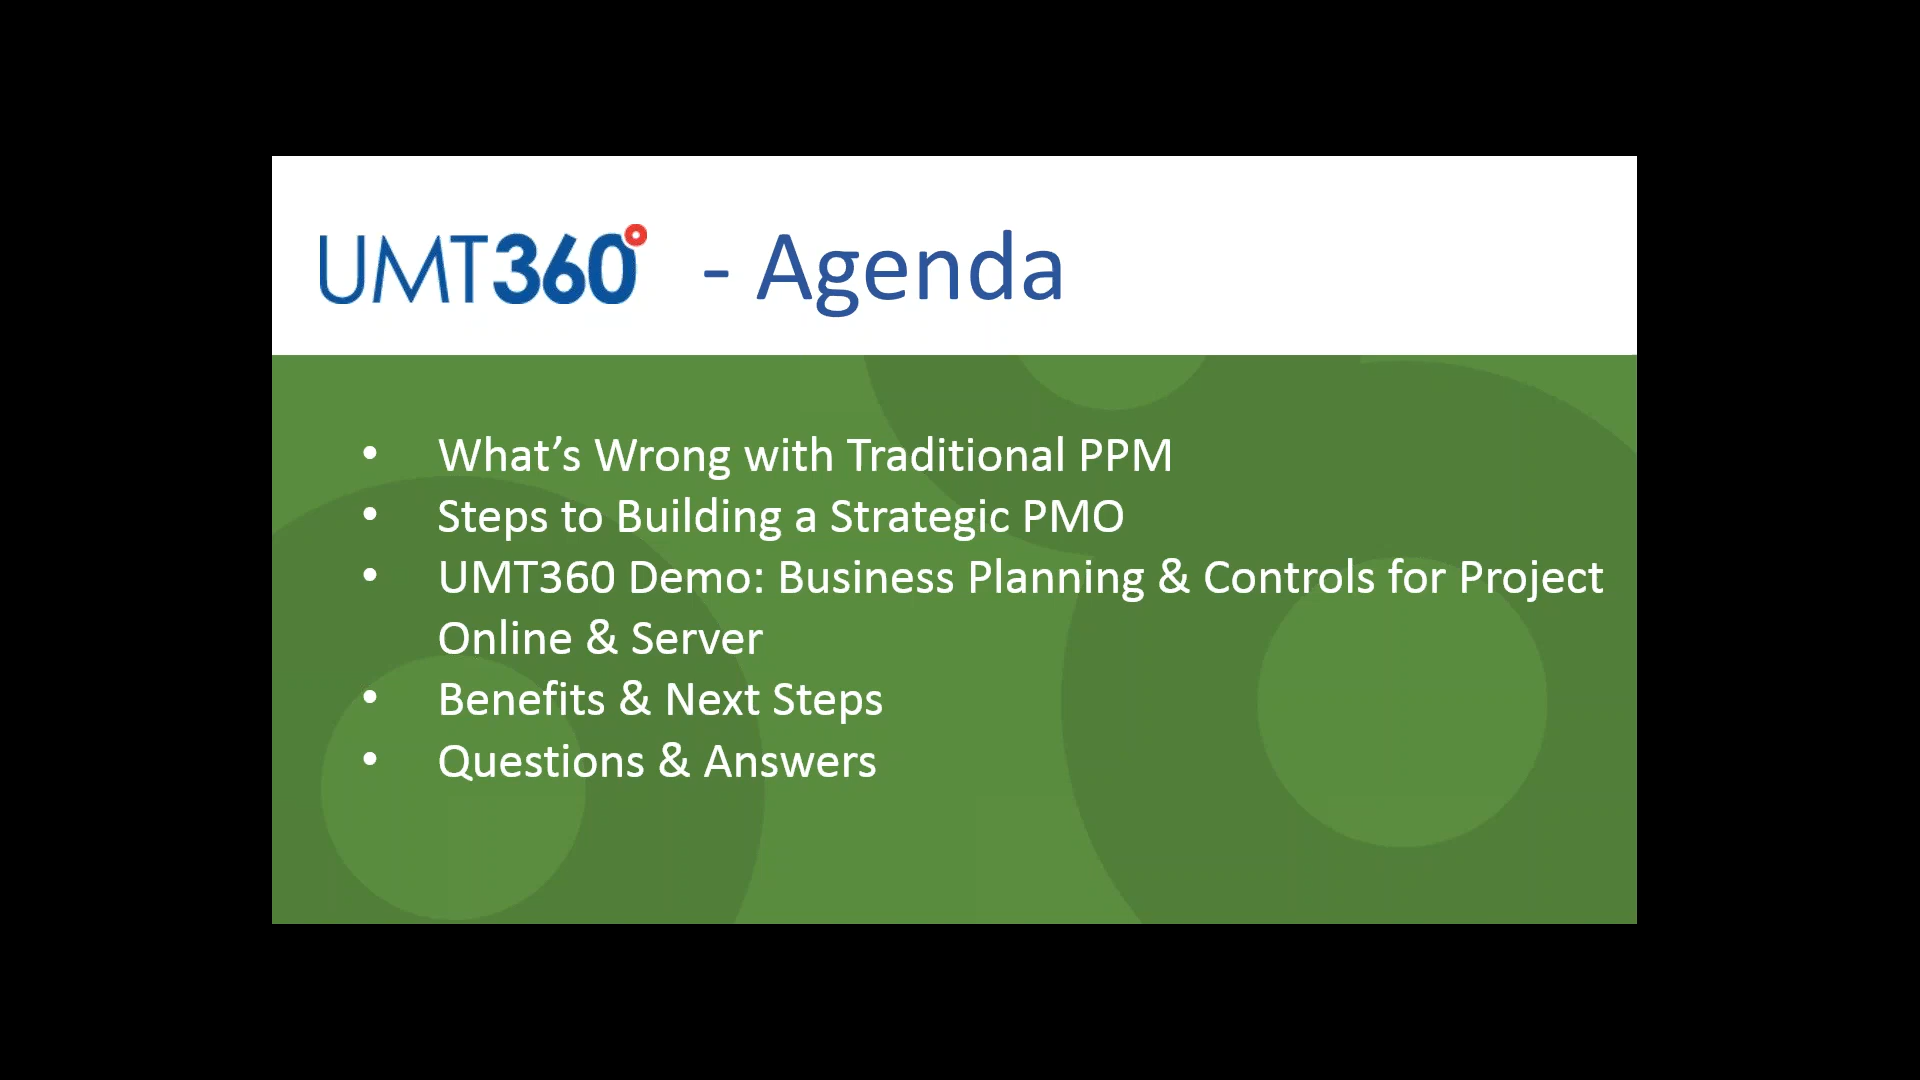 UMT360° - Agenda
• What’s Wrong with Traditional PPM
• Steps to Building a Strategic PMO
• UMT360 Demo: Business Planning & Controls for Project
Online & Server
• Benefits & Next Steps
• Questions & Answers